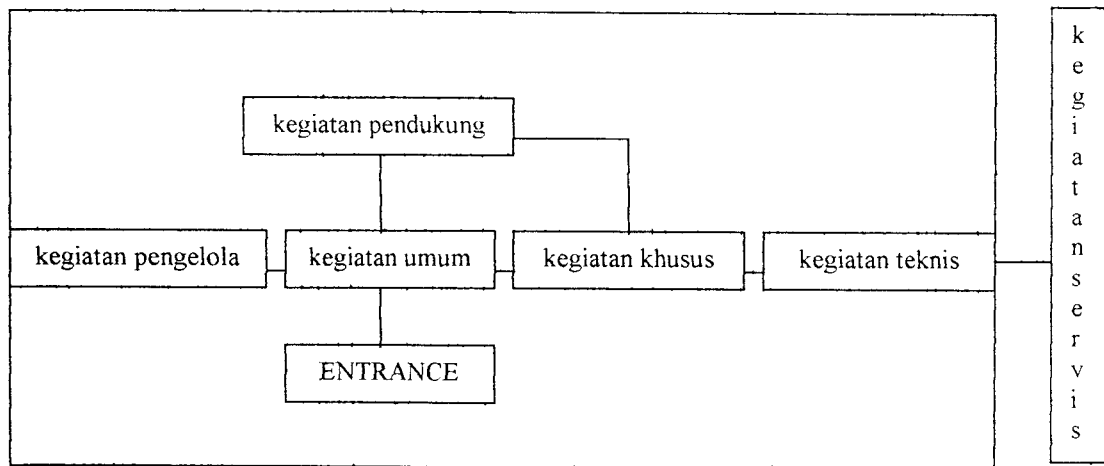 kegiatan pendukung
kegiatan pengelola
kegiatan umum
kegiatan khusus
kegiatan teknis
ENTRANCE
kegiatan servis